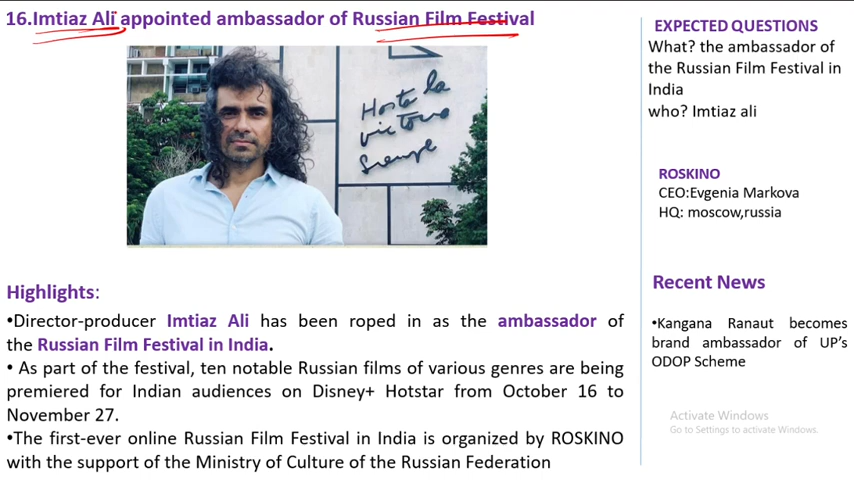 16.Imtiaz Ali appointed ambassador of Russian Film Festival
Hasta la
victoria
Siempre
Highlights:
•Director-producer Imtiaz Ali has been roped in as the ambassador of
the Russian Film Festival in India.
• As part of the festival, ten notable Russian films of various genres are being
premiered for Indian audiences on Disney+ Hotstar from October 16 to
November 27.
•The first-ever online Russian Film Festival in India is organized by ROSKINO
with the support of the Ministry of Culture of the Russian Federation
EXPECTED QUESTIONS
What? the ambassador of
the Russian Film Festival in
India
who? Imtiaz ali
ROSKINO
CEO:Evgenia Markova
HQ: moscow,russia
Recent News
•Kangana Ranaut becomes
brand ambassador of UP's
ODOP Scheme
Activate Windows
Go to Settings to activate Windows.